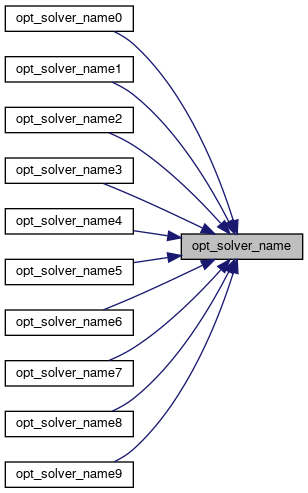 opt_solver_name0
opt_solver_name1
opt_solver_name2
opt_solver_name3
opt_solver_name4
opt_solver_name
opt_solver_name5
opt_solver_name6
opt_solver_name7
opt_solver_name8
opt_solver_name9